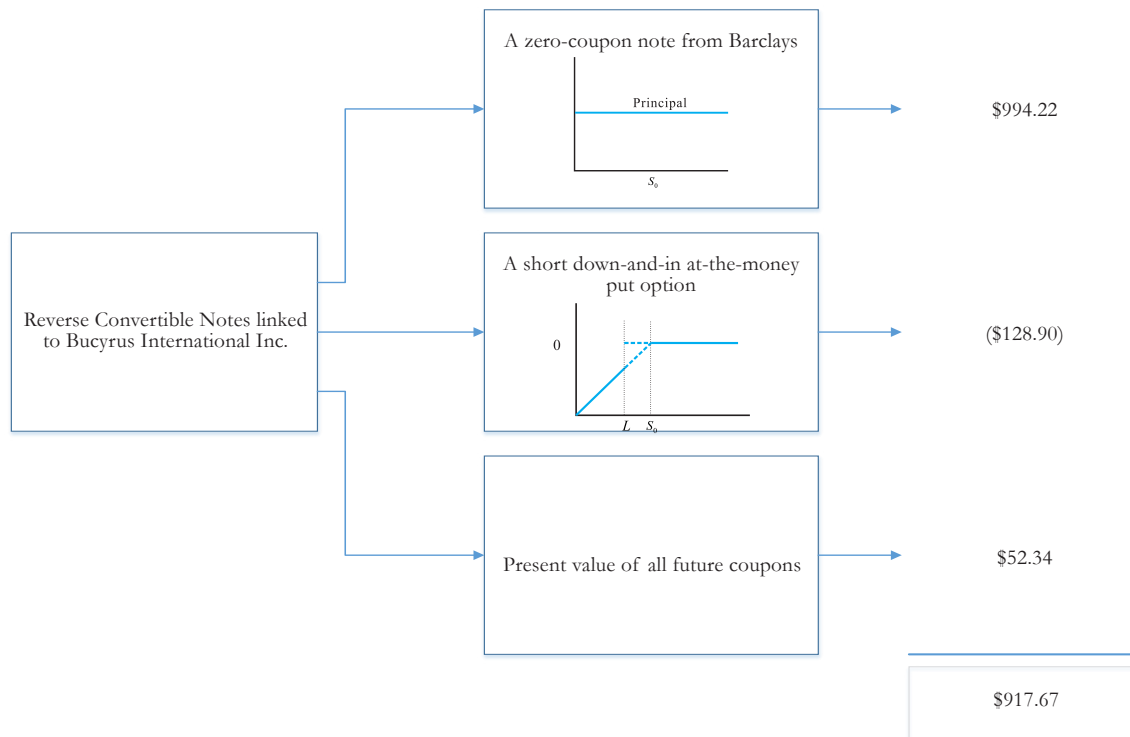 A zero-coupon note from Barclays
Principal
S₀
$994.22
Reverse Convertible Notes linked
to Bucyrus International Inc.
A short down-and-in at-the-money
put option
0
L S₀
($128.90)
Present value of all future coupons
$52.34
$917.67